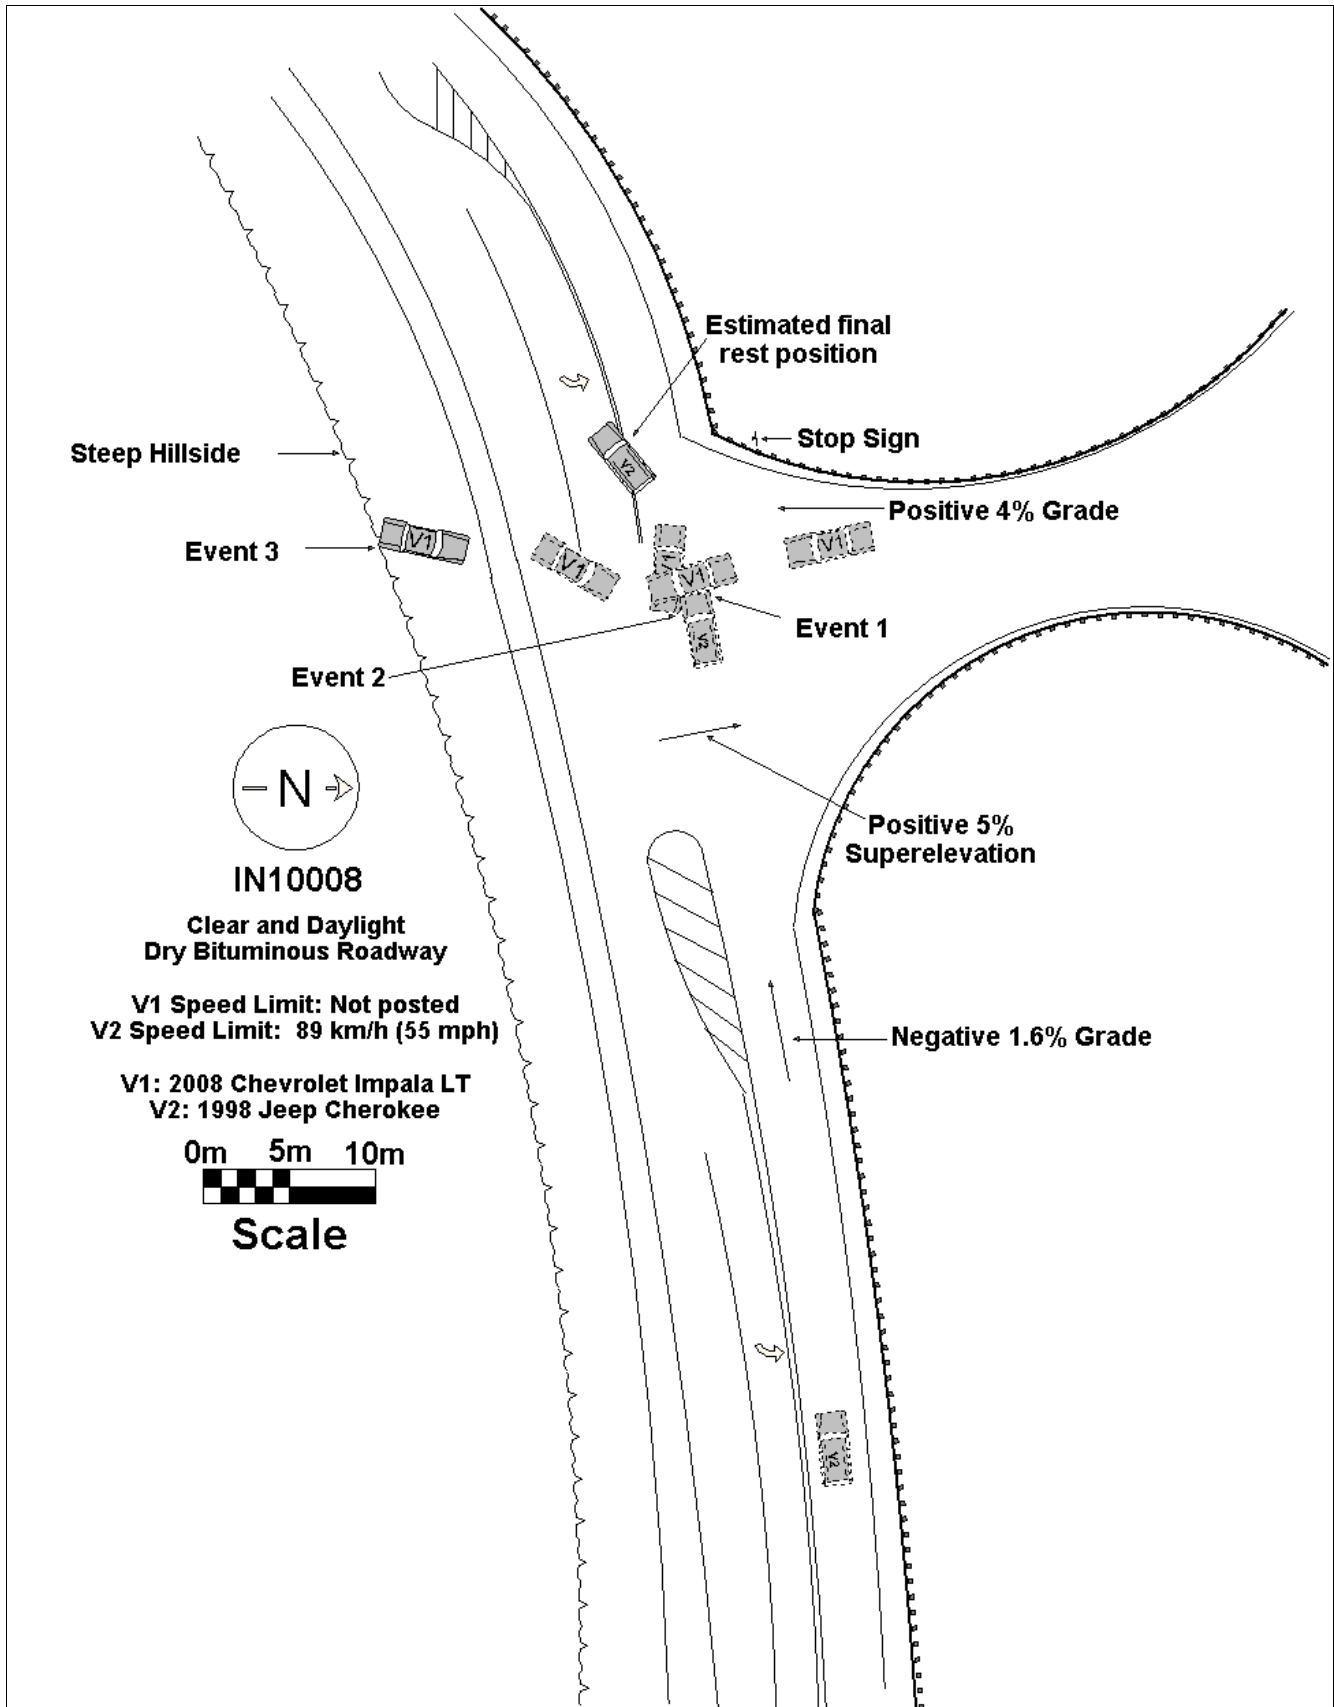 Estimated final
rest position
Stop Sign
Steep Hillside
Positive 4% Grade
V2
V1
V1
V1
V1
V1
Event 3
Event 1
V2
Event 2
N
Positive 5%
Superelevation
IN10008
Clear and Daylight
Dry Bituminous Roadway
V1 Speed Limit: Not posted
V2 Speed Limit: 89 km/h (55 mph)
Negative 1.6% Grade
V1: 2008 Chevrolet Impala LT
V2: 1998 Jeep Cherokee
0m 5m 10m
Scale
V2